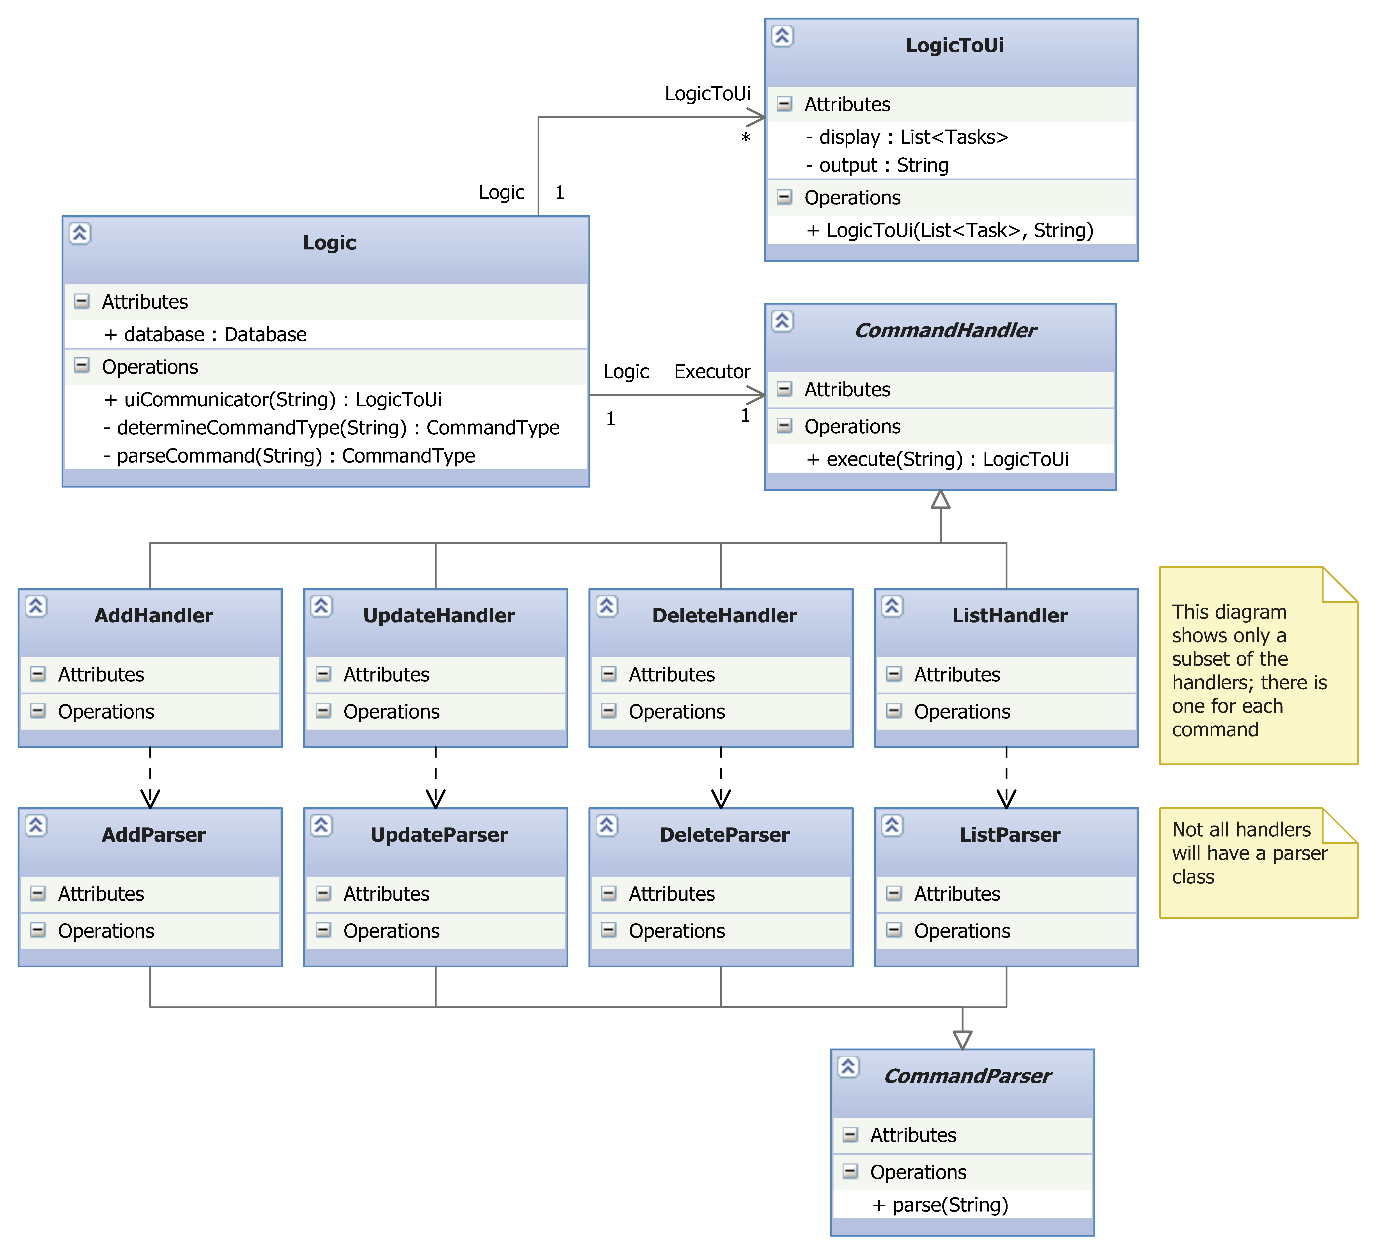 LogicToUi
Attributes
- display : List<Tasks>
- output : String
Operations
+ LogicToUi(List<Task>, String)
LogicToUi
*
Logic 1
Logic
Attributes
+ database : Database
Operations
+ uiCommunicator(String) : LogicToUi
- determineCommandType(String) : CommandType
- parseCommand(String) : CommandType
Logic Executor
1 1
CommandHandler
Attributes
Operations
+ execute(String) : LogicToUi
AddHandler
Attributes
Operations
UpdateHandler
Attributes
Operations
DeleteHandler
Attributes
Operations
ListHandler
Attributes
Operations
This diagram
shows only a
subset of the
handlers; there is
one for each
command
AddParser
Attributes
Operations
UpdateParser
Attributes
Operations
DeleteParser
Attributes
Operations
ListParser
Attributes
Operations
Not all handlers
will have a parser
class
CommandParser
Attributes
Operations
+ parse(String)